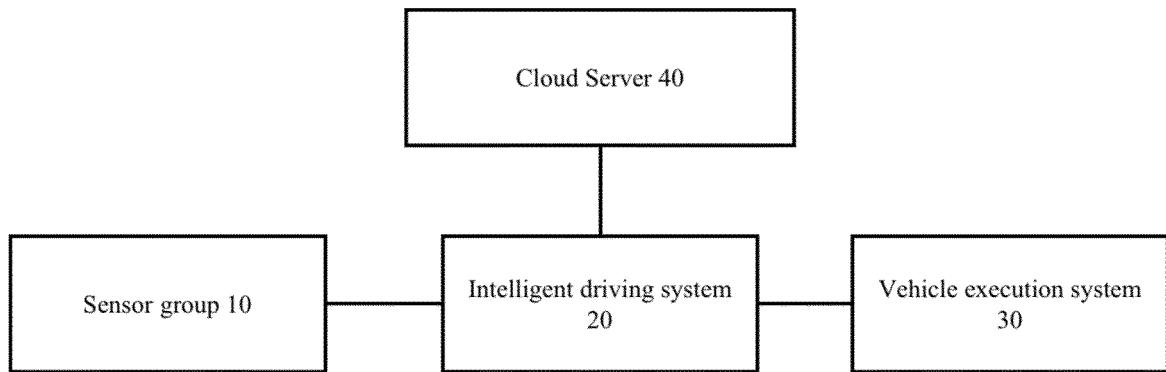 Cloud Server 40
Sensor group 10
Intelligent driving system
20
Vehicle execution system
30